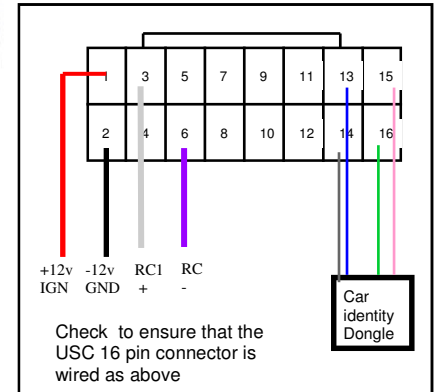 1 3 5 7 9 11 13 15
2 4 6 8 10 12 14 16
+12v -12v RC1 RC
IGN GND + -
Car
identity
Dongle
Check to ensure that the
USC 16 pin connector is
wired as above